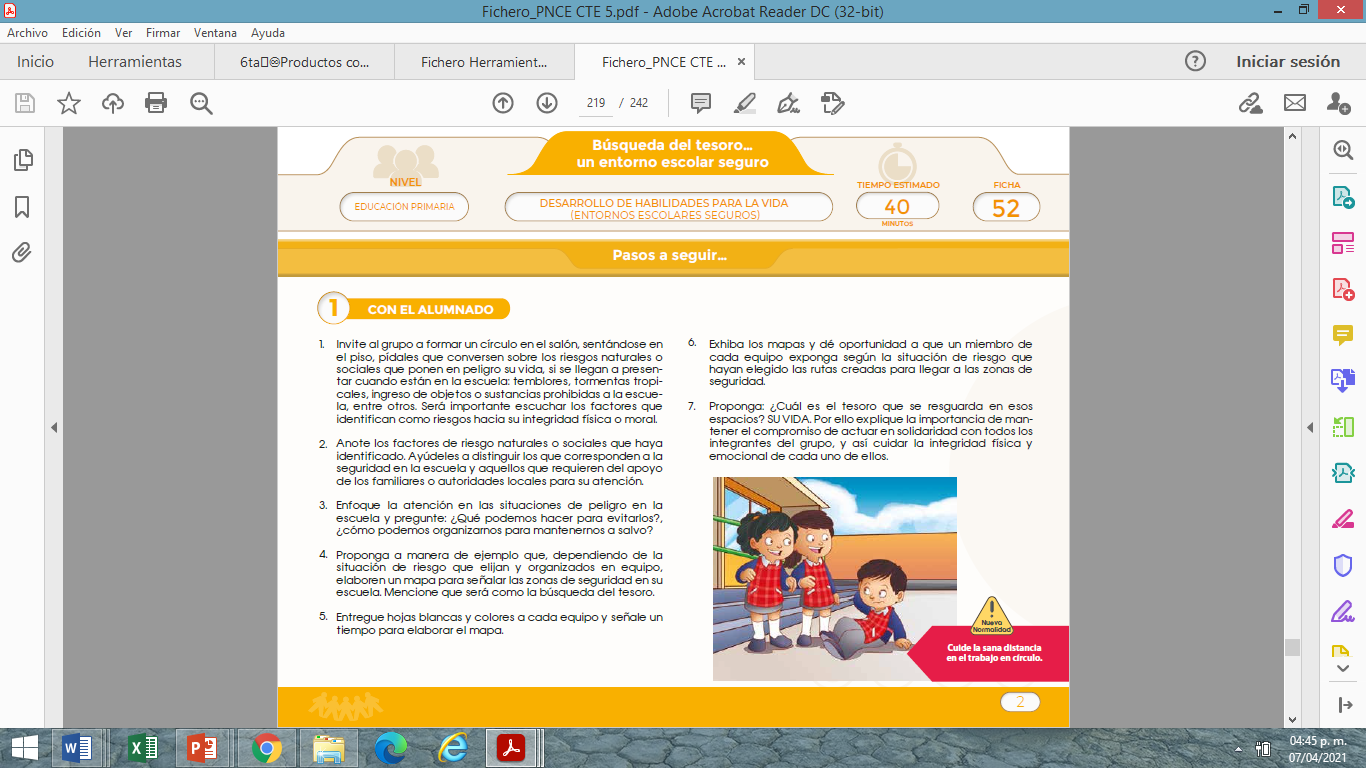 Fichero_PNCE CTE 5.pdf - Adobe Acrobat Reader DC (32-bit)
Archivo Edición Ver Firmar Ventana Ayuda
Inicio Herramientas 6ta▯⊗Productos co... Fichero Herramient... Fichero_PNCE CTE ... × Iniciar sesión
219 / 242
Búsqueda del tesoro...
un entorno escolar seguro
NIVEL
EDUCACIÓN PRIMARIA
DESARROLLO DE HABILIDADES PARA LA VIDA
(ENTORNOS ESCOLARES SEGUROS)
TIEMPO ESTIMADO
40
MINUTOS
FICHA
52
Pasos a seguir...
1 CON EL ALUMNADO
1. Invite al grupo a formar un círculo en el salón, sentándose en
el piso, pídales que conversen sobre los riesgos naturales o
sociales que ponen en peligro su vida, si se llegan a presen-
tar cuando están en la escuela: temblores, tormentas tropi-
cales, ingreso de objetos o sustancias prohibidas a la escue-
la, entre otros. Será importante escuchar los factores que
identifican como riesgos hacia su integridad física o moral.
2. Anote los factores de riesgo naturales o sociales que haya
identificado. Ayúdeles a distinguir los que corresponden a la
seguridad en la escuela y aquellos que requieren del apoyo
de los familiares o autoridades locales para su atención.
3. Enfoque la atención en las situaciones de peligro en la
escuela y pregunte: ¿Qué podemos hacer para evitarlos?,
¿cómo podemos organizarnos para mantenernos a salvo?
4. Proponga a manera de ejemplo que, dependiendo de la
situación de riesgo que elijan y organizados en equipo,
elaboren un mapa para señalar las zonas de seguridad en su
escuela. Mencione que será como la búsqueda del tesoro.
5. Entregue hojas blancas y colores a cada equipo y señale un
tiempo para elaborar el mapa.
6. Exhiba los mapas y dé oportunidad a que un miembro de
cada equipo exponga según la situación de riesgo que
hayan elegido las rutas creadas para llegar a las zonas de
seguridad.
7. Proponga: ¿Cuál es el tesoro que se resguarda en esos
espacios? SU VIDA. Por ello explique la importancia de man-
tener el compromiso de actuar en solidaridad con todos los
integrantes del grupo, y así cuidar la integridad física y
emocional de cada uno de ellos.
Nueva
Normalidad
Cuide la sana distancia
en el trabajo en círculo.
2
04:45 p. m.
07/04/2021